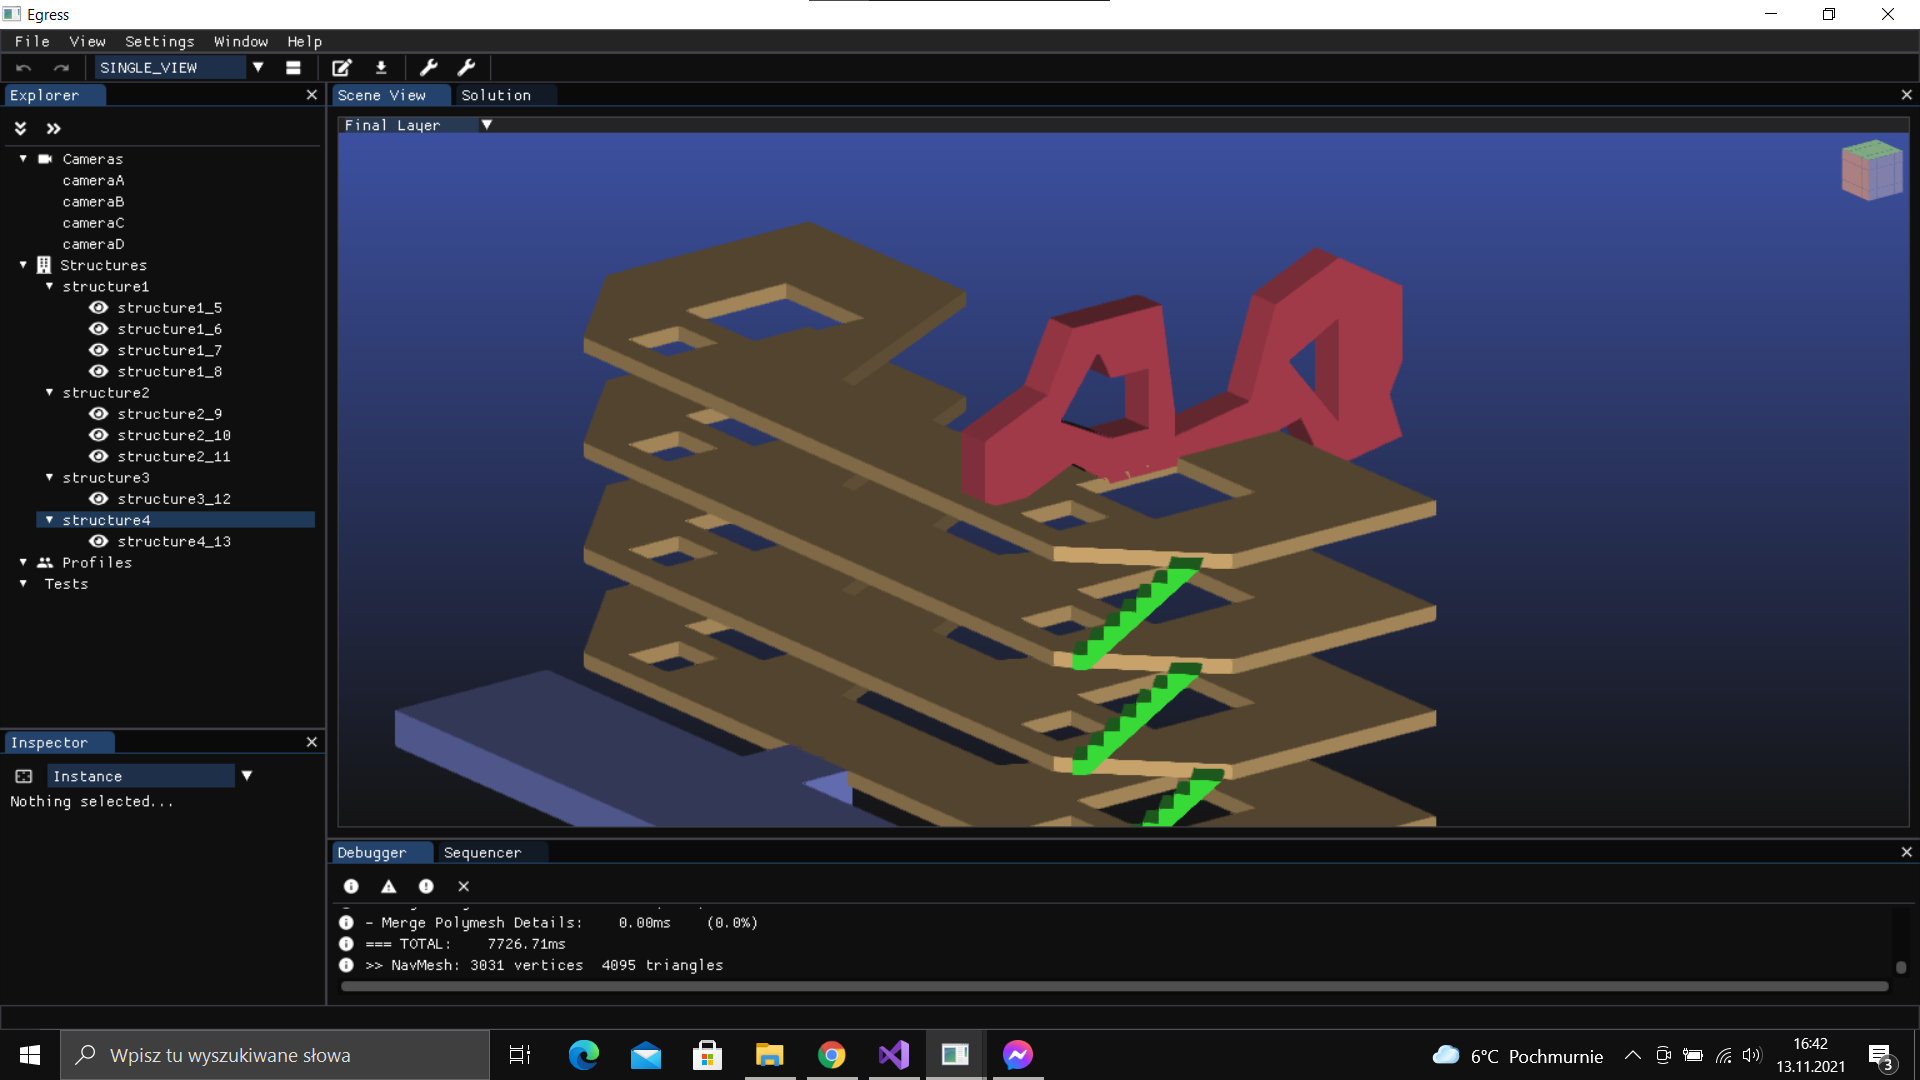 Egress
File View Settings Window Help
SINGLE_VIEW
Explorer
Cameras
cameraA
cameraB
cameraC
cameraD
Structures
structure1
structure1_5
structure1_6
structure1_7
structure1_8
structure2
structure2_9
structure2_10
structure2_11
structure3
structure3_12
structure4
structure4_13
Profiles
Tests
Inspector
Instance
Nothing selected...
Scene View Solution
Final Layer
Debugger Sequencer
- Merge Polymesh Details: 0.00ms (0.0%)
=== TOTAL: 7726.71ms
>> NavMesh: 3031 vertices 4095 triangles
Wpisz tu wyszukiwane słowa
6°C Pochmurnie
16:42
13.11.2021
3